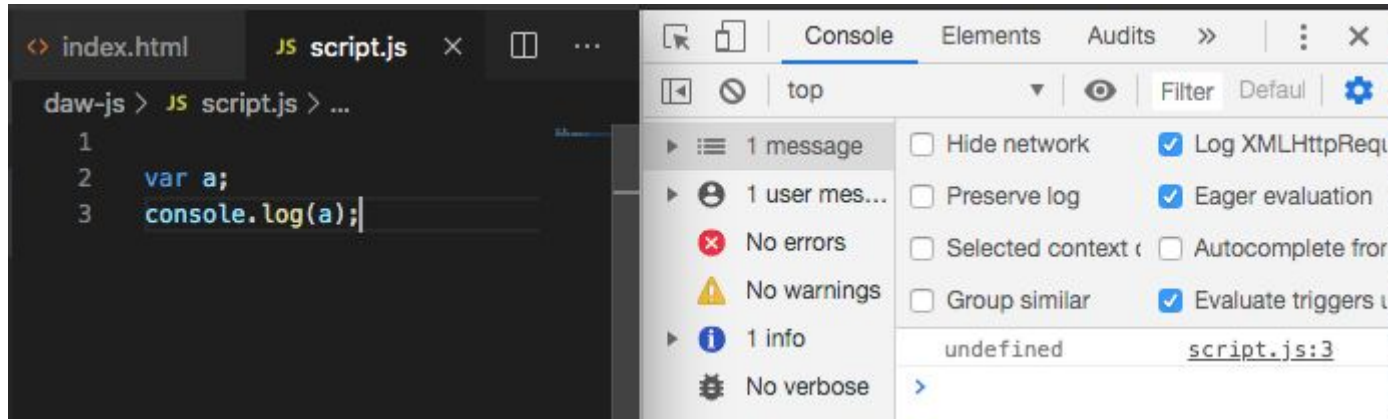 <> index.html JS script.js × ...
daw-js > JS script.js > ...
1
2 var a;
3 console.log(a);
Console Elements Audits »
top Filter Defaul
1 message
1 user mes...
No errors
No warnings
1 info
No verbose
Hide network Log XMLHttpRequ
Preserve log Eager evaluation
Selected context Autocomplete fro
Group similar Evaluate triggers u
undefined script.js:3
>